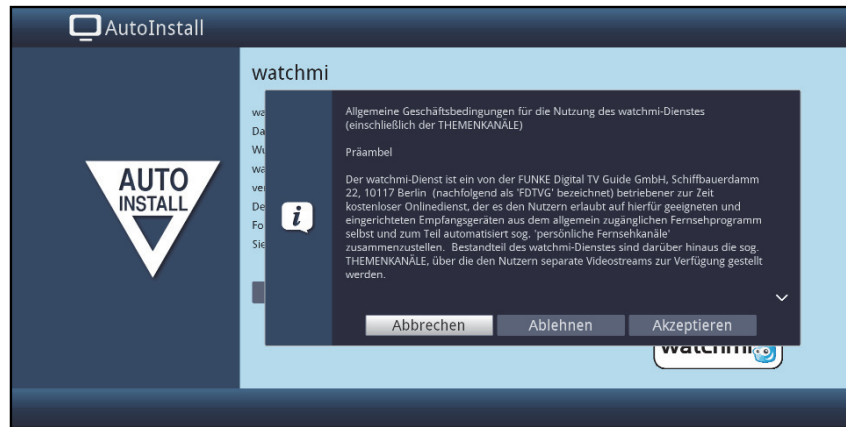 AutoInstall
watchmi
AUTO
INSTALL
Allgemeine Geschäftsbedingungen für die Nutzung des watchmi-Dienstes
(einschließlich der THEMENKANÄLE)
Präambel
Der watchmi-Dienst ist ein von der FUNKE Digital TV Guide GmbH, Schiffbauerdamm
22, 10117 Berlin (nachfolgend als 'FDTVG' bezeichnet) betriebener zur Zeit
kostenloser Onlinedienst, der es den Nutzern erlaubt auf hierfür geeigneten und
eingerichteten Empfangsgeräten aus dem allgemein zugänglichen Fernsehprogramm
selbst und zum Teil automatisiert sog. 'persönliche Fernsehkanäle'
zusammenzustellen. Bestandteil des watchmi-Dienstes sind darüber hinaus die sog.
THEMENKANÄLE, über die den Nutzern separate Videostreams zur Verfügung gestellt
werden.
Abbrechen Ablehnen Akzeptieren
watchmi